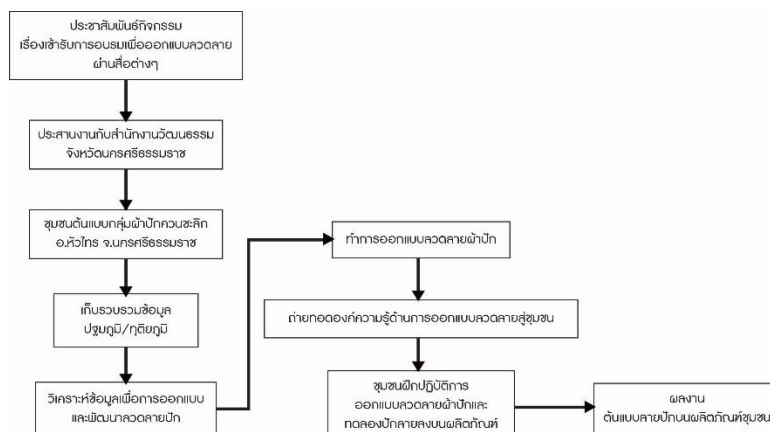 ประชาสัมพันธ์กิจกรรม
เรื่องเข้ารับการอบรมเพื่อออกแบบลวดลาย
ผ่านสื่อต่างๆ
ประสานงานกับสำนักงานวัฒนธรรม
จังหวัดนครศรีธรรมราช
ชุมชนต้นแบบกลุ่มผ้าปักควนชะลิก
อ.หัวไทร จ.นครศรีธรรมราช
เก็บรวบรวมข้อมูล
ปฐมภูมิ/ทุติยภูมิ
วิเคราะห์ข้อมูลเพื่อการออกแบบ
และพัฒนาลวดลายปัก
ทำการออกแบบลวดลายผ้าปัก
ถ่ายทอดองค์ความรู้ด้านการออกแบบลวดลายสู่ชุมชน
ชุมชนฝึกปฏิบัติการ
ออกแบบลวดลายผ้าปักและ
ทดลองปักลายลงบนผลิตภัณฑ์
ผลงาน
ต้นแบบลายปักบนผลิตภัณฑ์ชุมชน